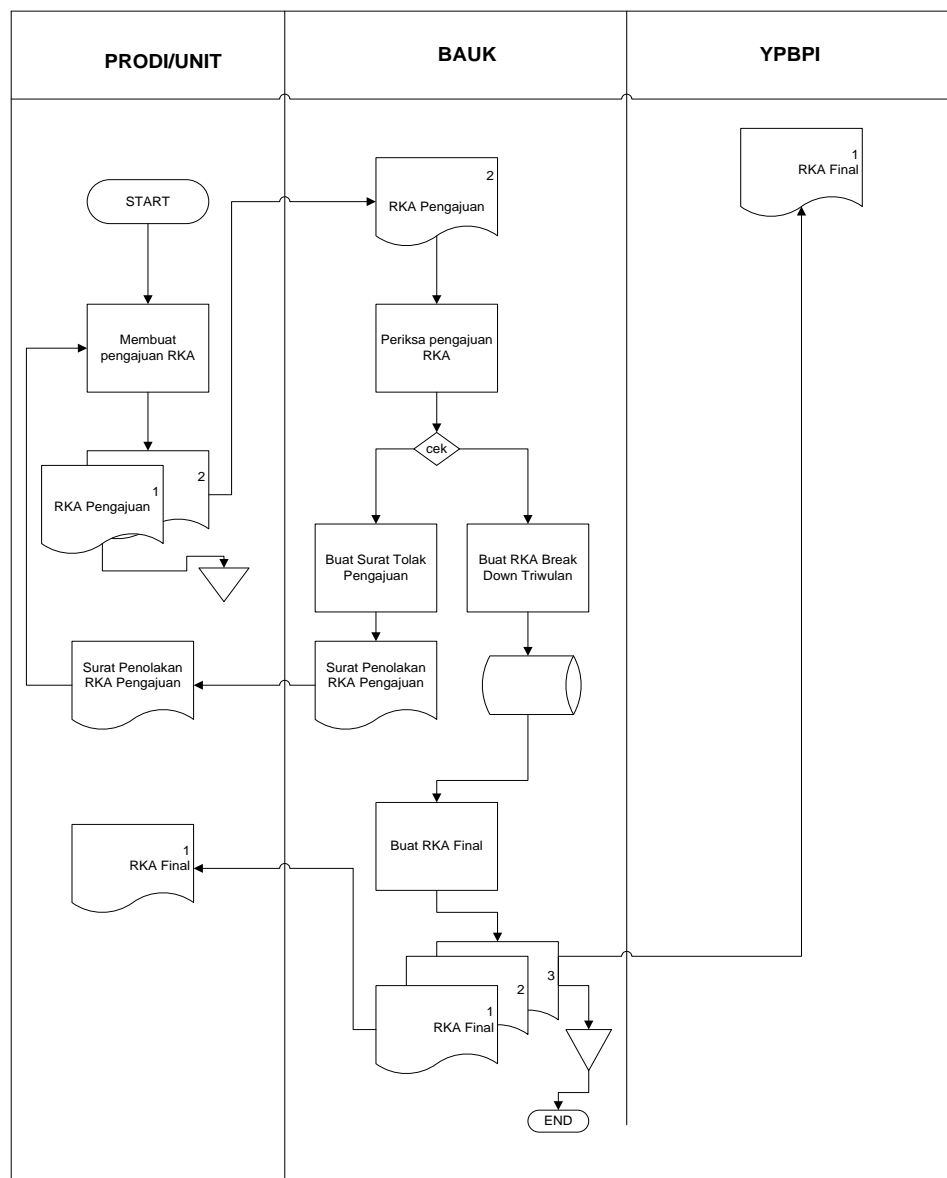 PRODI/UNIT
BAUK
YPBPI
START
Membuat
pengajuan RKA
2
1
RKA Pengajuan
Surat Penolakan
RKA Pengajuan
1
RKA Final
2
RKA Pengajuan
Periksa pengajuan
RKA
cek
Buat Surat Tolak
Pengajuan
Buat RKA Break
Down Triwulan
Surat Penolakan
RKA Pengajuan
Buat RKA Final
3
2
1
RKA Final
END
1
RKA Final